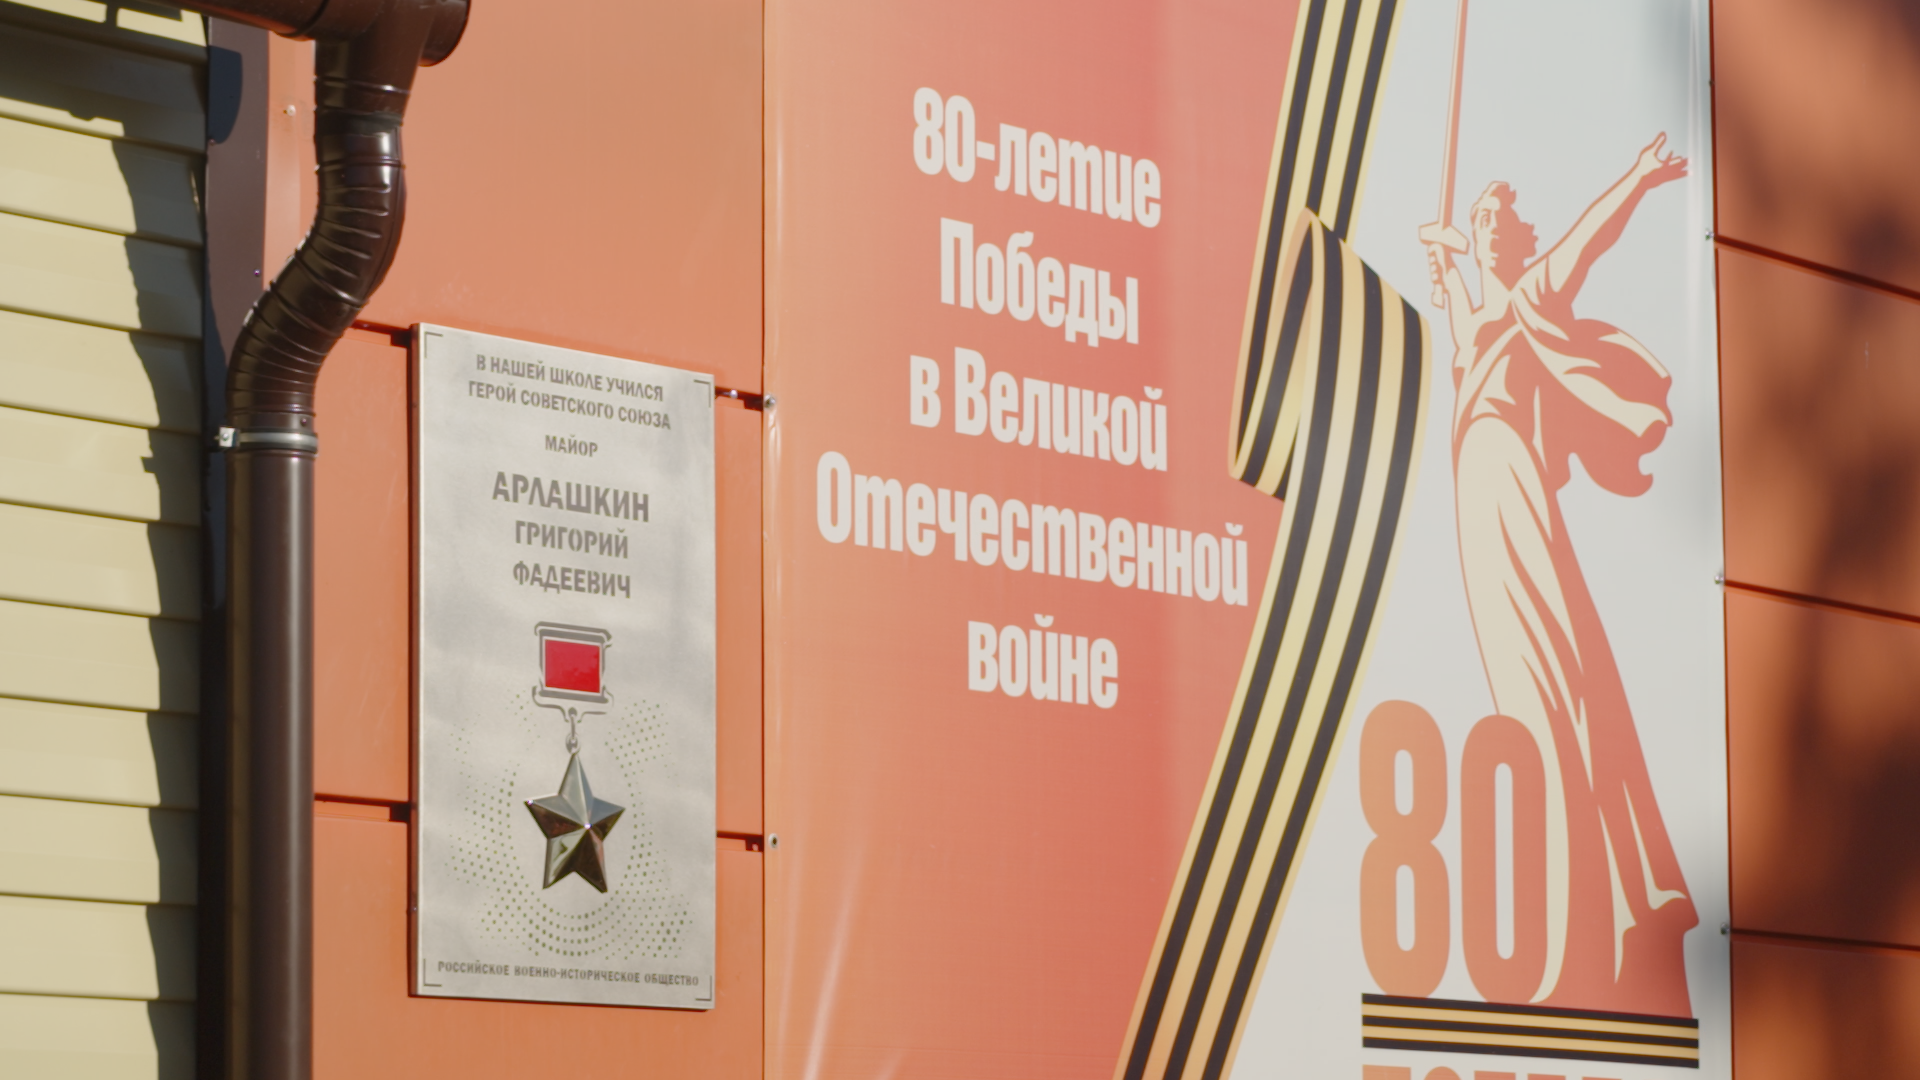 В НАШЕЙ ШКОЛЕ УЧИЛСЯ
ГЕРОЙ СОВЕТСКОГО СОЮЗА
МАЙОР
АРЛАШКИН
ГРИГОРИЙ
ФАДЕЕВИЧ
РОССИЙСКОЕ ВОЕННО-ИСТОРИЧЕСКОЕ ОБЩЕСТВО
80-летие
Победы
в Великой
Отечественной
войне
80